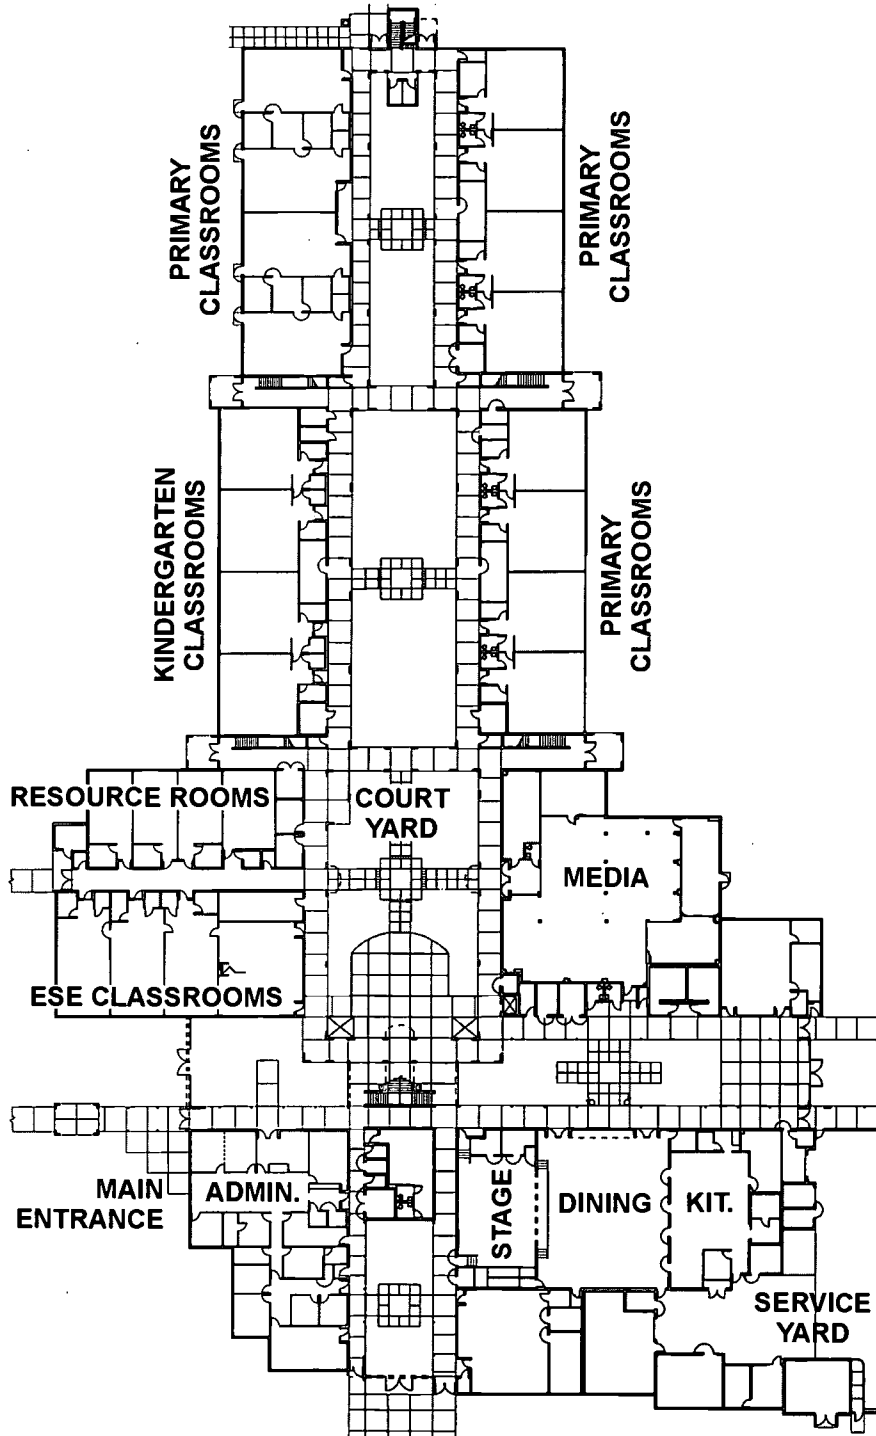 PRIMARY
CLASSROOMS
PRIMARY
CLASSROOMS
KINDERGARTEN
CLASSROOMS
PRIMARY
CLASSROOMS
RESOURCE ROOMS
COURT
YARD
MEDIA
ESE CLASSROOMS
MAIN
ENTRANCE
ADMIN.
STAGE
DINING
KIT.
SERVICE
YARD